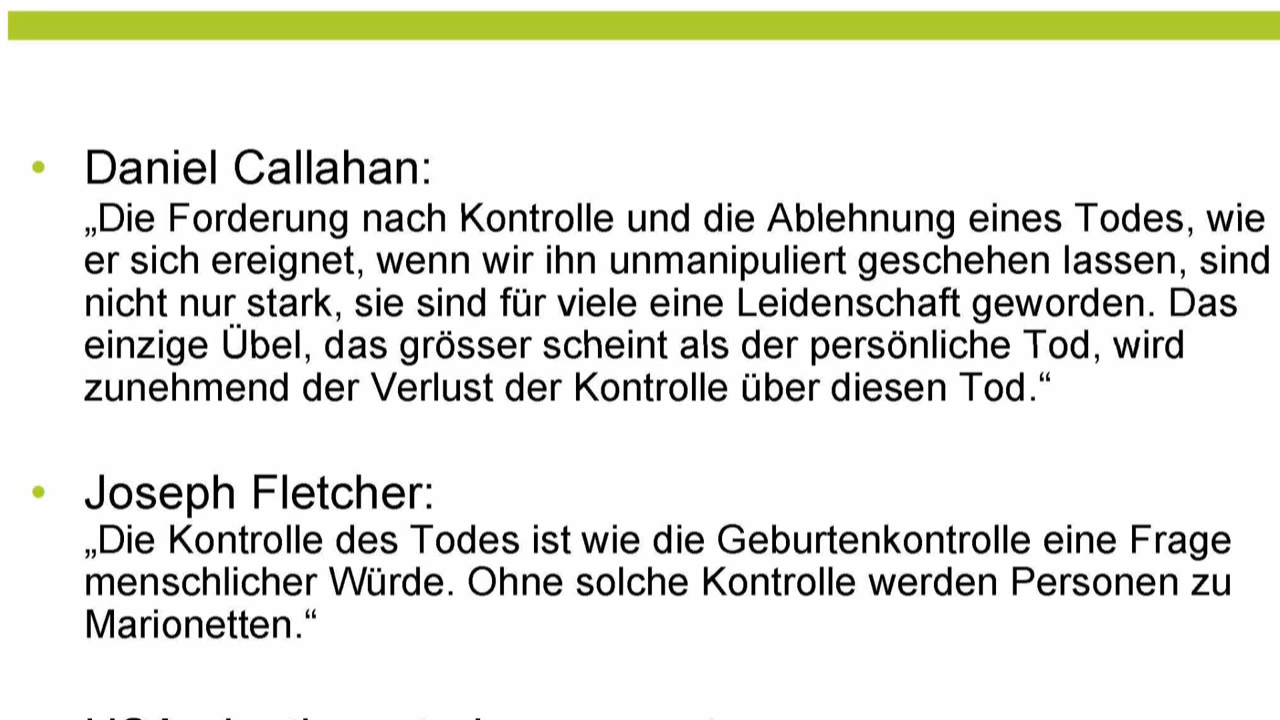 Daniel Callahan:
„Die Forderung nach Kontrolle und die Ablehnung eines Todes, wie
er sich ereignet, wenn wir ihn unmanipuliert geschehen lassen, sind
nicht nur stark, sie sind für viele eine Leidenschaft geworden. Das
einzige Übel, das grösser scheint als der persönliche Tod, wird
zunehmend der Verlust der Kontrolle über diesen Tod.“
Joseph Fletcher:
„Die Kontrolle des Todes ist wie die Geburtenkontrolle eine Frage
menschlicher Würde. Ohne solche Kontrolle werden Personen zu
Marionetten.“